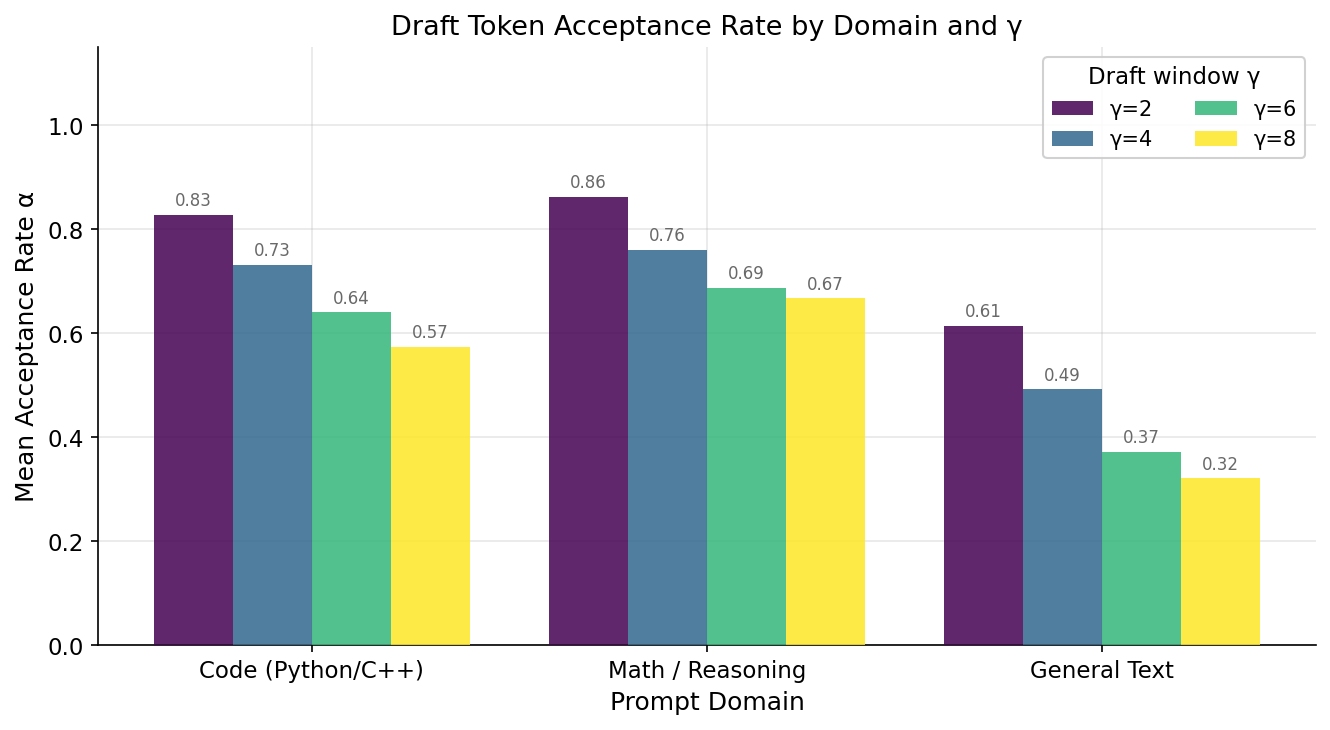 Draft Token Acceptance Rate by Domain and γ
Draft window γ
γ=2
γ=4
γ=6
γ=8
Mean Acceptance Rate α
1.0
0.8
0.6
0.4
0.2
0.0
0.83
0.73
0.64
0.57
0.86
0.76
0.69
0.67
0.61
0.49
0.37
0.32
Code (Python/C++)
Math / Reasoning
General Text
Prompt Domain